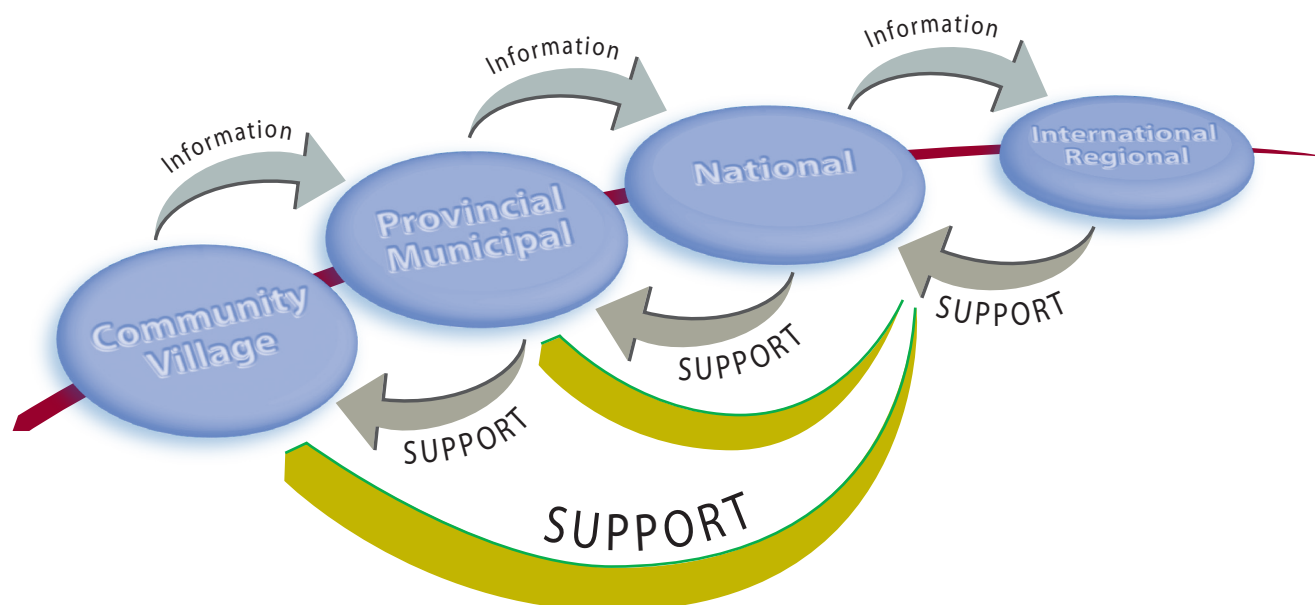 Information
Information
Information
International
Regional
National
Provincial
Municipal
Community
Village
SUPPORT
SUPPORT
SUPPORT
SUPPORT